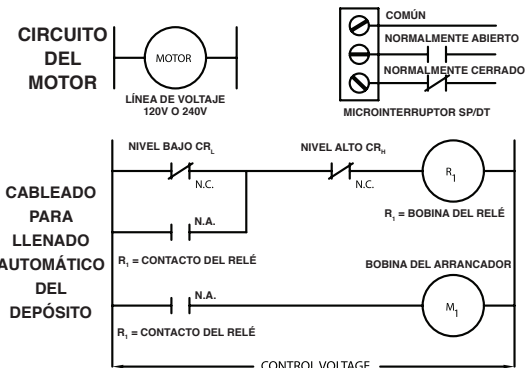 CIRCUITO
DEL
MOTOR
MOTOR
LÍNEA DE VOLTAJE
120V O 240V
COMÚN
NORMALMENTE ABIERTO
NORMALMENTE CERRADO
MICROINTERRUPTOR SP/DT
CABLEADO
PARA
LLENADO
AUTOMÁTICO
DEL
DEPÓSITO
NIVEL BAJO CRL
N.C.
NIVEL ALTO CRH
N.C.
R1
R1 = BOBINA DEL RELÉ
N.A.
R1 = CONTACTO DEL RELÉ
BOBINA DEL ARRANCADOR
N.A.
M1
R1 = CONTACTO DEL RELÉ
CONTROL VOLTAGE